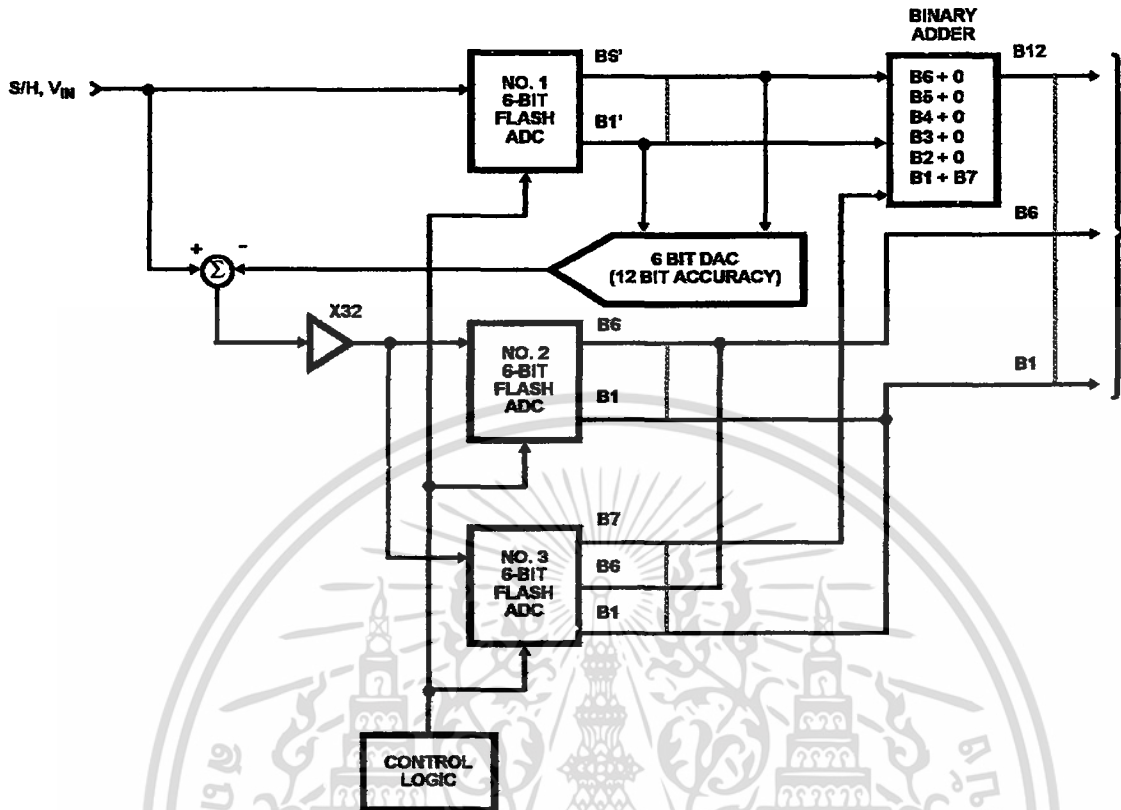 BINARY
ADDER
S/H, V_IN
NO. 1
6-BIT
FLASH
ADC
B6'
B1'
B6 + 0
B5 + 0
B4 + 0
B3 + 0
B2 + 0
B1 + B7
B12
B6
B1
+
-
Σ
6 BIT DAC
(12 BIT ACCURACY)
X32
NO. 2
6-BIT
FLASH
ADC
B6
B1
NO. 3
6-BIT
FLASH
ADC
B7
B6
B1
CONTROL
LOGIC